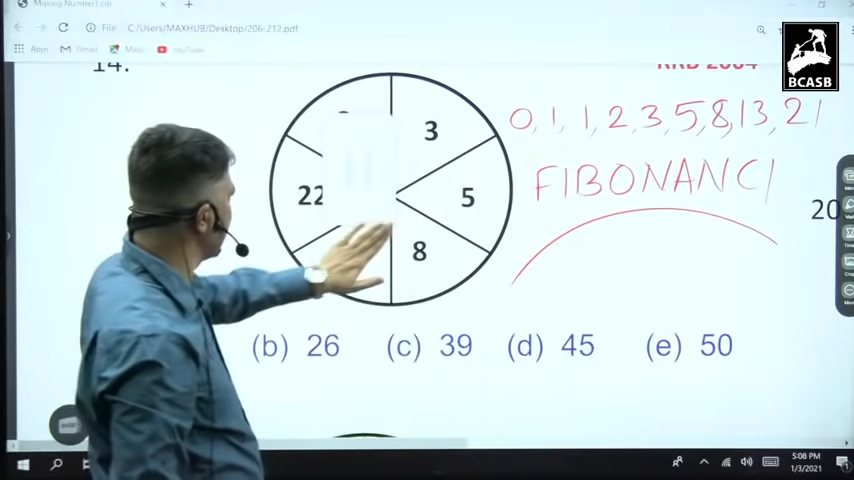 Missing Number1.cdr
File C:/Users/MAXHUB/Desktop/206-212.pdf
Apps Gmail Maps YouTube
BCASB
14.
RRB 2004
3
0, 1, 1, 2, 3, 5, 8, 13, 21
22
5
FIBONANCI
20
8
(b) 26 (c) 39 (d) 45 (e) 50
5:08 PM
1/3/2021